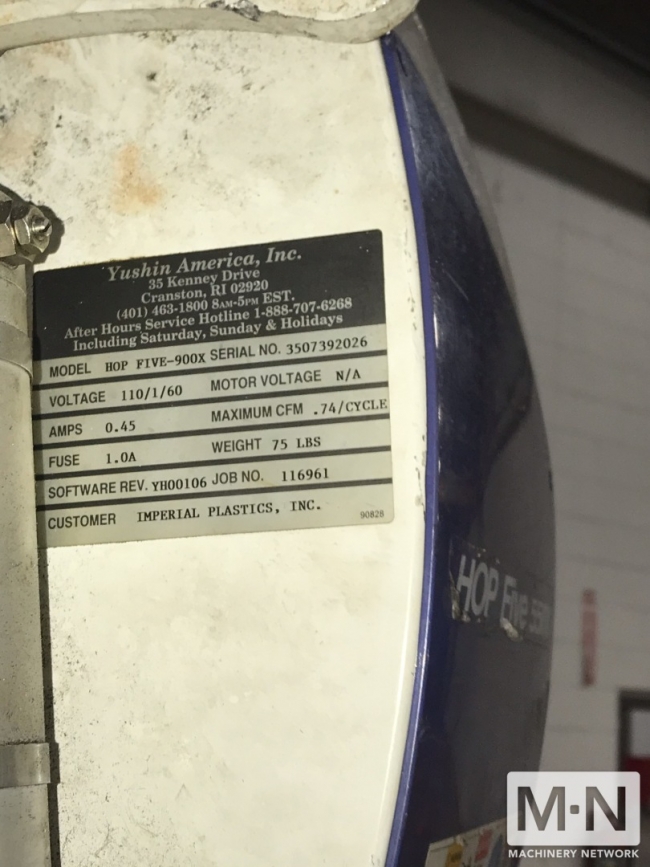 Yushin America, Inc.
35 Kenney Drive
Cranston, RI 02920
(401) 463-1800 8AM-5PM EST.
After Hours Service Hotline 1-888-707-6268
Including Saturday, Sunday & Holidays
MODEL HOP FIVE-900X SERIAL NO. 3507392026
VOLTAGE 110/1/60 MOTOR VOLTAGE N/A
AMPS 0.45 MAXIMUM CFM .74/CYCLE
FUSE 1.0A WEIGHT 75 LBS
SOFTWARE REV. YH00106 JOB NO. 116961
CUSTOMER IMPERIAL PLASTICS, INC.
90828
HOP Five
M·N
MACHINERY NETWORK